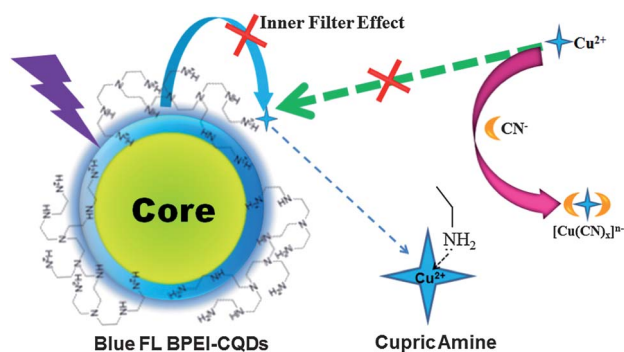 Inner Filter Effect
Cu²⁺
CN⁻
[Cu(CN)ₓ]ⁿ⁻
Core
NH₂
Cu²⁺
Blue FL BPEI-CQDs
Cupric Amine